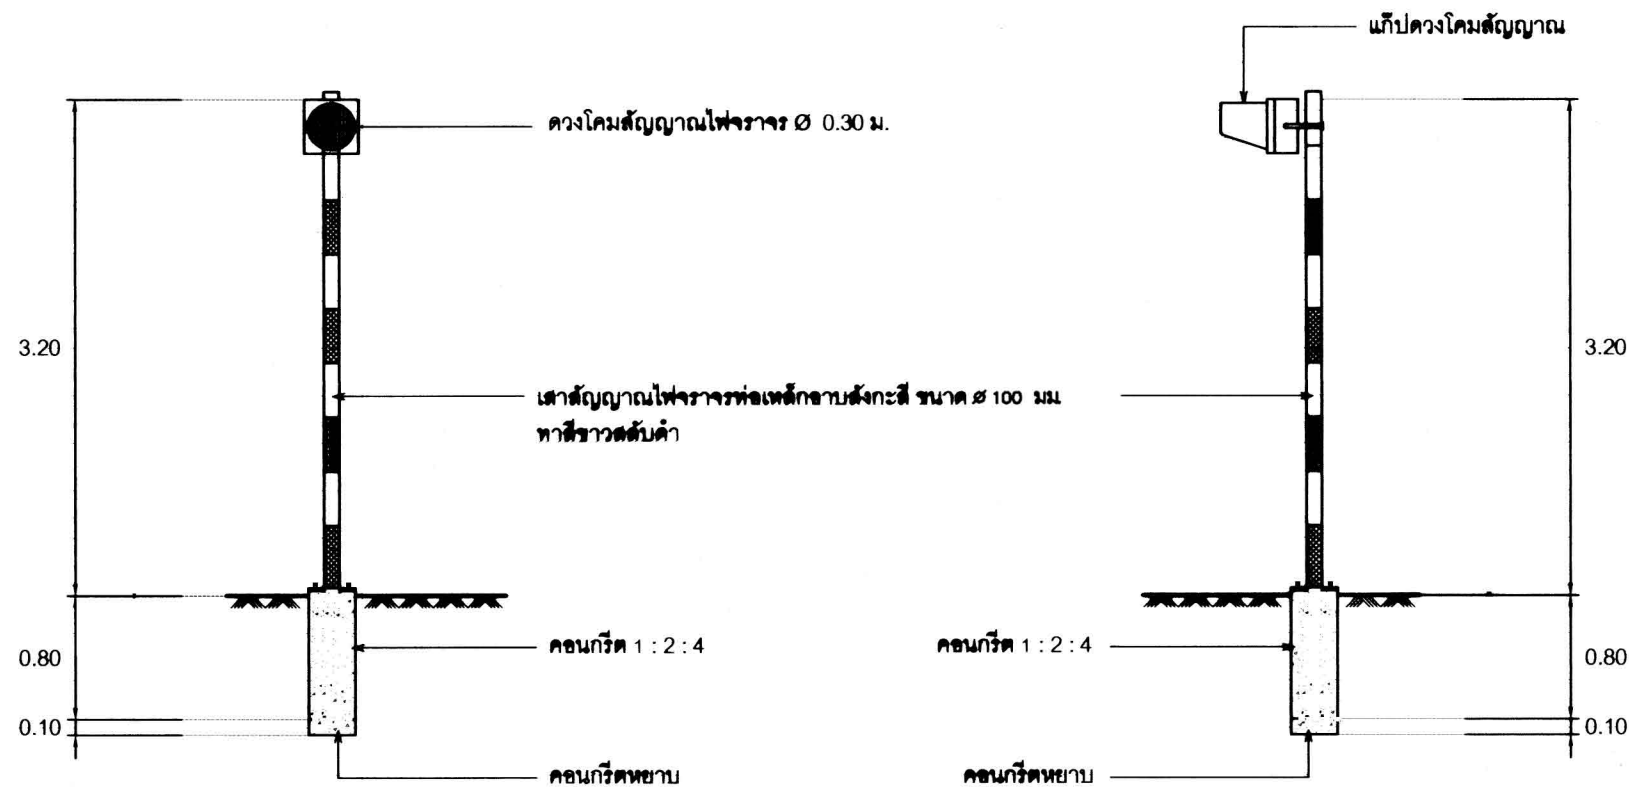 แก๊ปดวงโคมสัญญาณ
ดวงโคมสัญญาณไฟจราจร Ø 0.30 ม.
3.20
3.20
เสาสัญญาณไฟจราจรท่อเหล็กอาบสังกะสี ขนาด Ø 100 มม.
ทาสีขาวสลับดำ
คอนกรีต 1 : 2 : 4
คอนกรีต 1 : 2 : 4
0.80
0.80
0.10
0.10
คอนกรีตหยาบ
คอนกรีตหยาบ